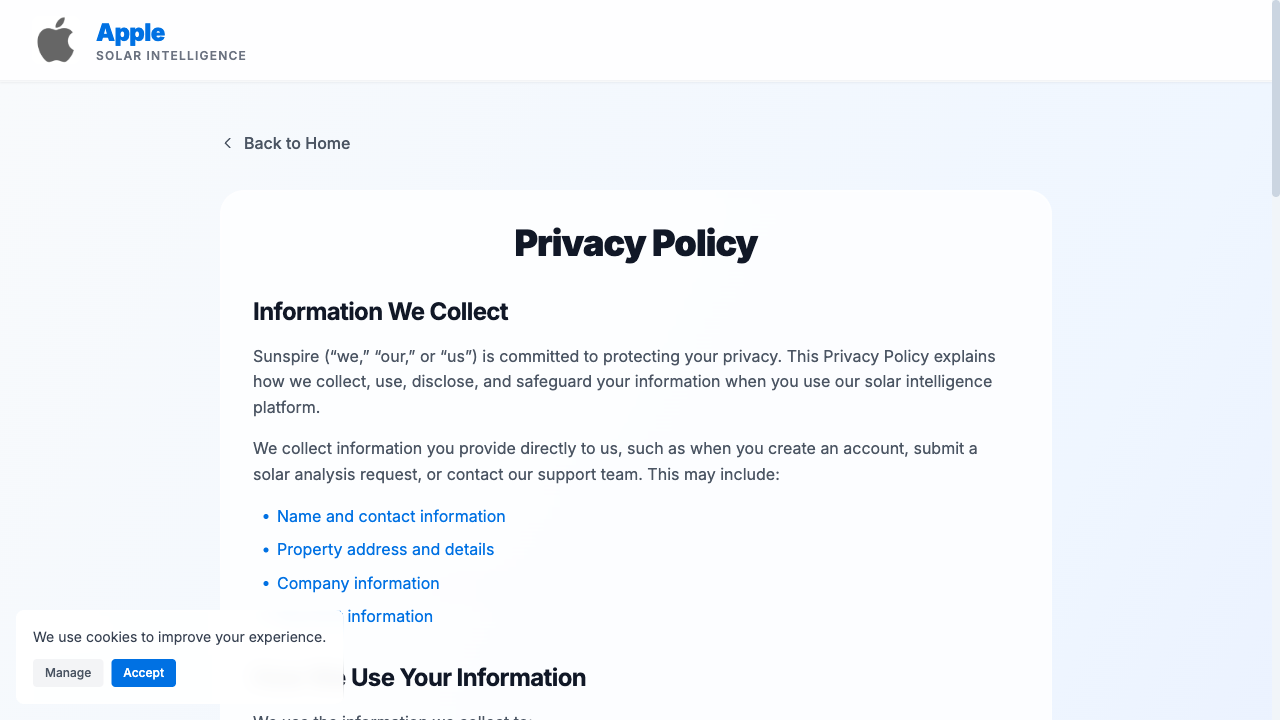 Apple
SOLAR INTELLIGENCE
Back to Home
Privacy Policy
Information We Collect
Sunspire (“we,” “our,” or “us”) is committed to protecting your privacy. This Privacy Policy explains
how we collect, use, disclose, and safeguard your information when you use our solar intelligence
platform.
We collect information you provide directly to us, such as when you create an account, submit a
solar analysis request, or contact our support team. This may include:
• Name and contact information
• Property address and details
• Company information
information
Use Your Information
We use the information we collect to:
We use cookies to improve your experience.
Manage
Accept